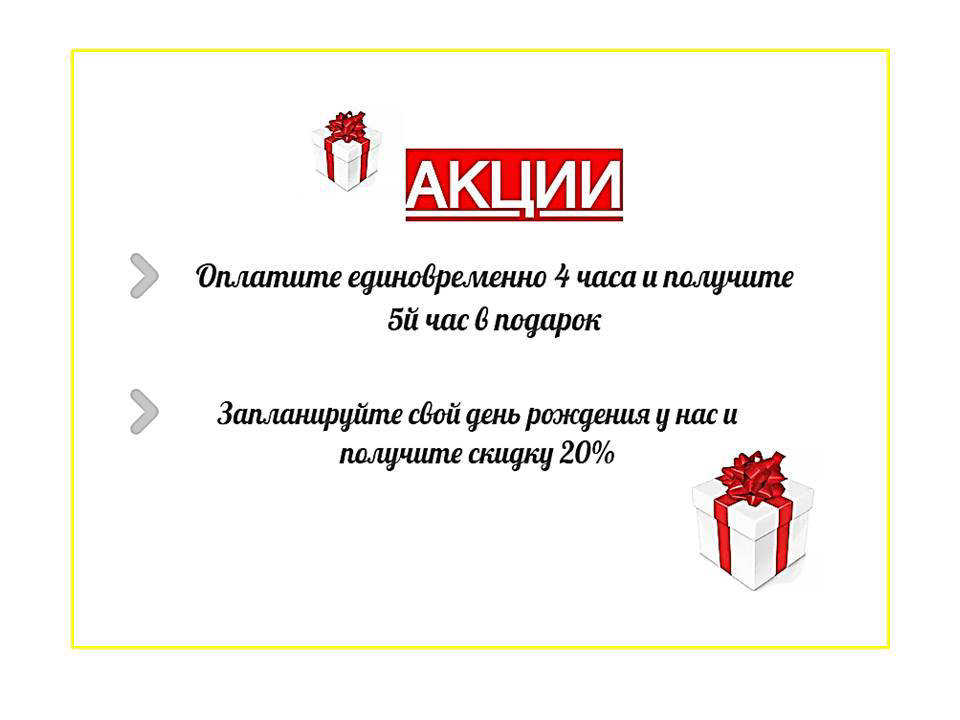 АКЦИИ
Оплатите единовременно 4 часа и получите
5й час в подарок
Запланируйте свой день рождения у нас и
получите скидку 20%